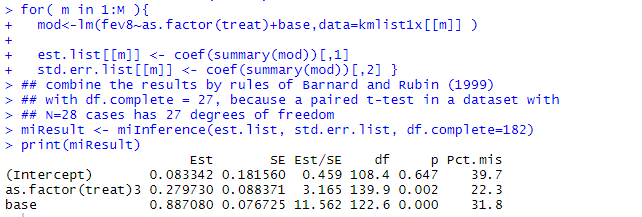 > for( m in 1:M ){
+ mod<-lm(fev8~as.factor(treat)+base,data=kmlist1x[[m]] )
+
+ est.list[[m]] <- coef(summary(mod))[,1]
+ std.err.list[[m]] <- coef(summary(mod))[,2] }
> ## combine the results by rules of Barnard and Rubin (1999)
> ## with df.complete = 27, because a paired t-test in a dataset with
> ## N=28 cases has 27 degrees of freedom
> miResult <- miInference(est.list, std.err.list, df.complete=182)
> print(miResult)
Est SE Est/SE df p Pct.mis
(Intercept) 0.083342 0.181560 0.459 108.4 0.647 39.7
as.factor(treat)3 0.279730 0.088371 3.165 139.9 0.002 22.3
base 0.887080 0.076725 11.562 122.6 0.000 31.8